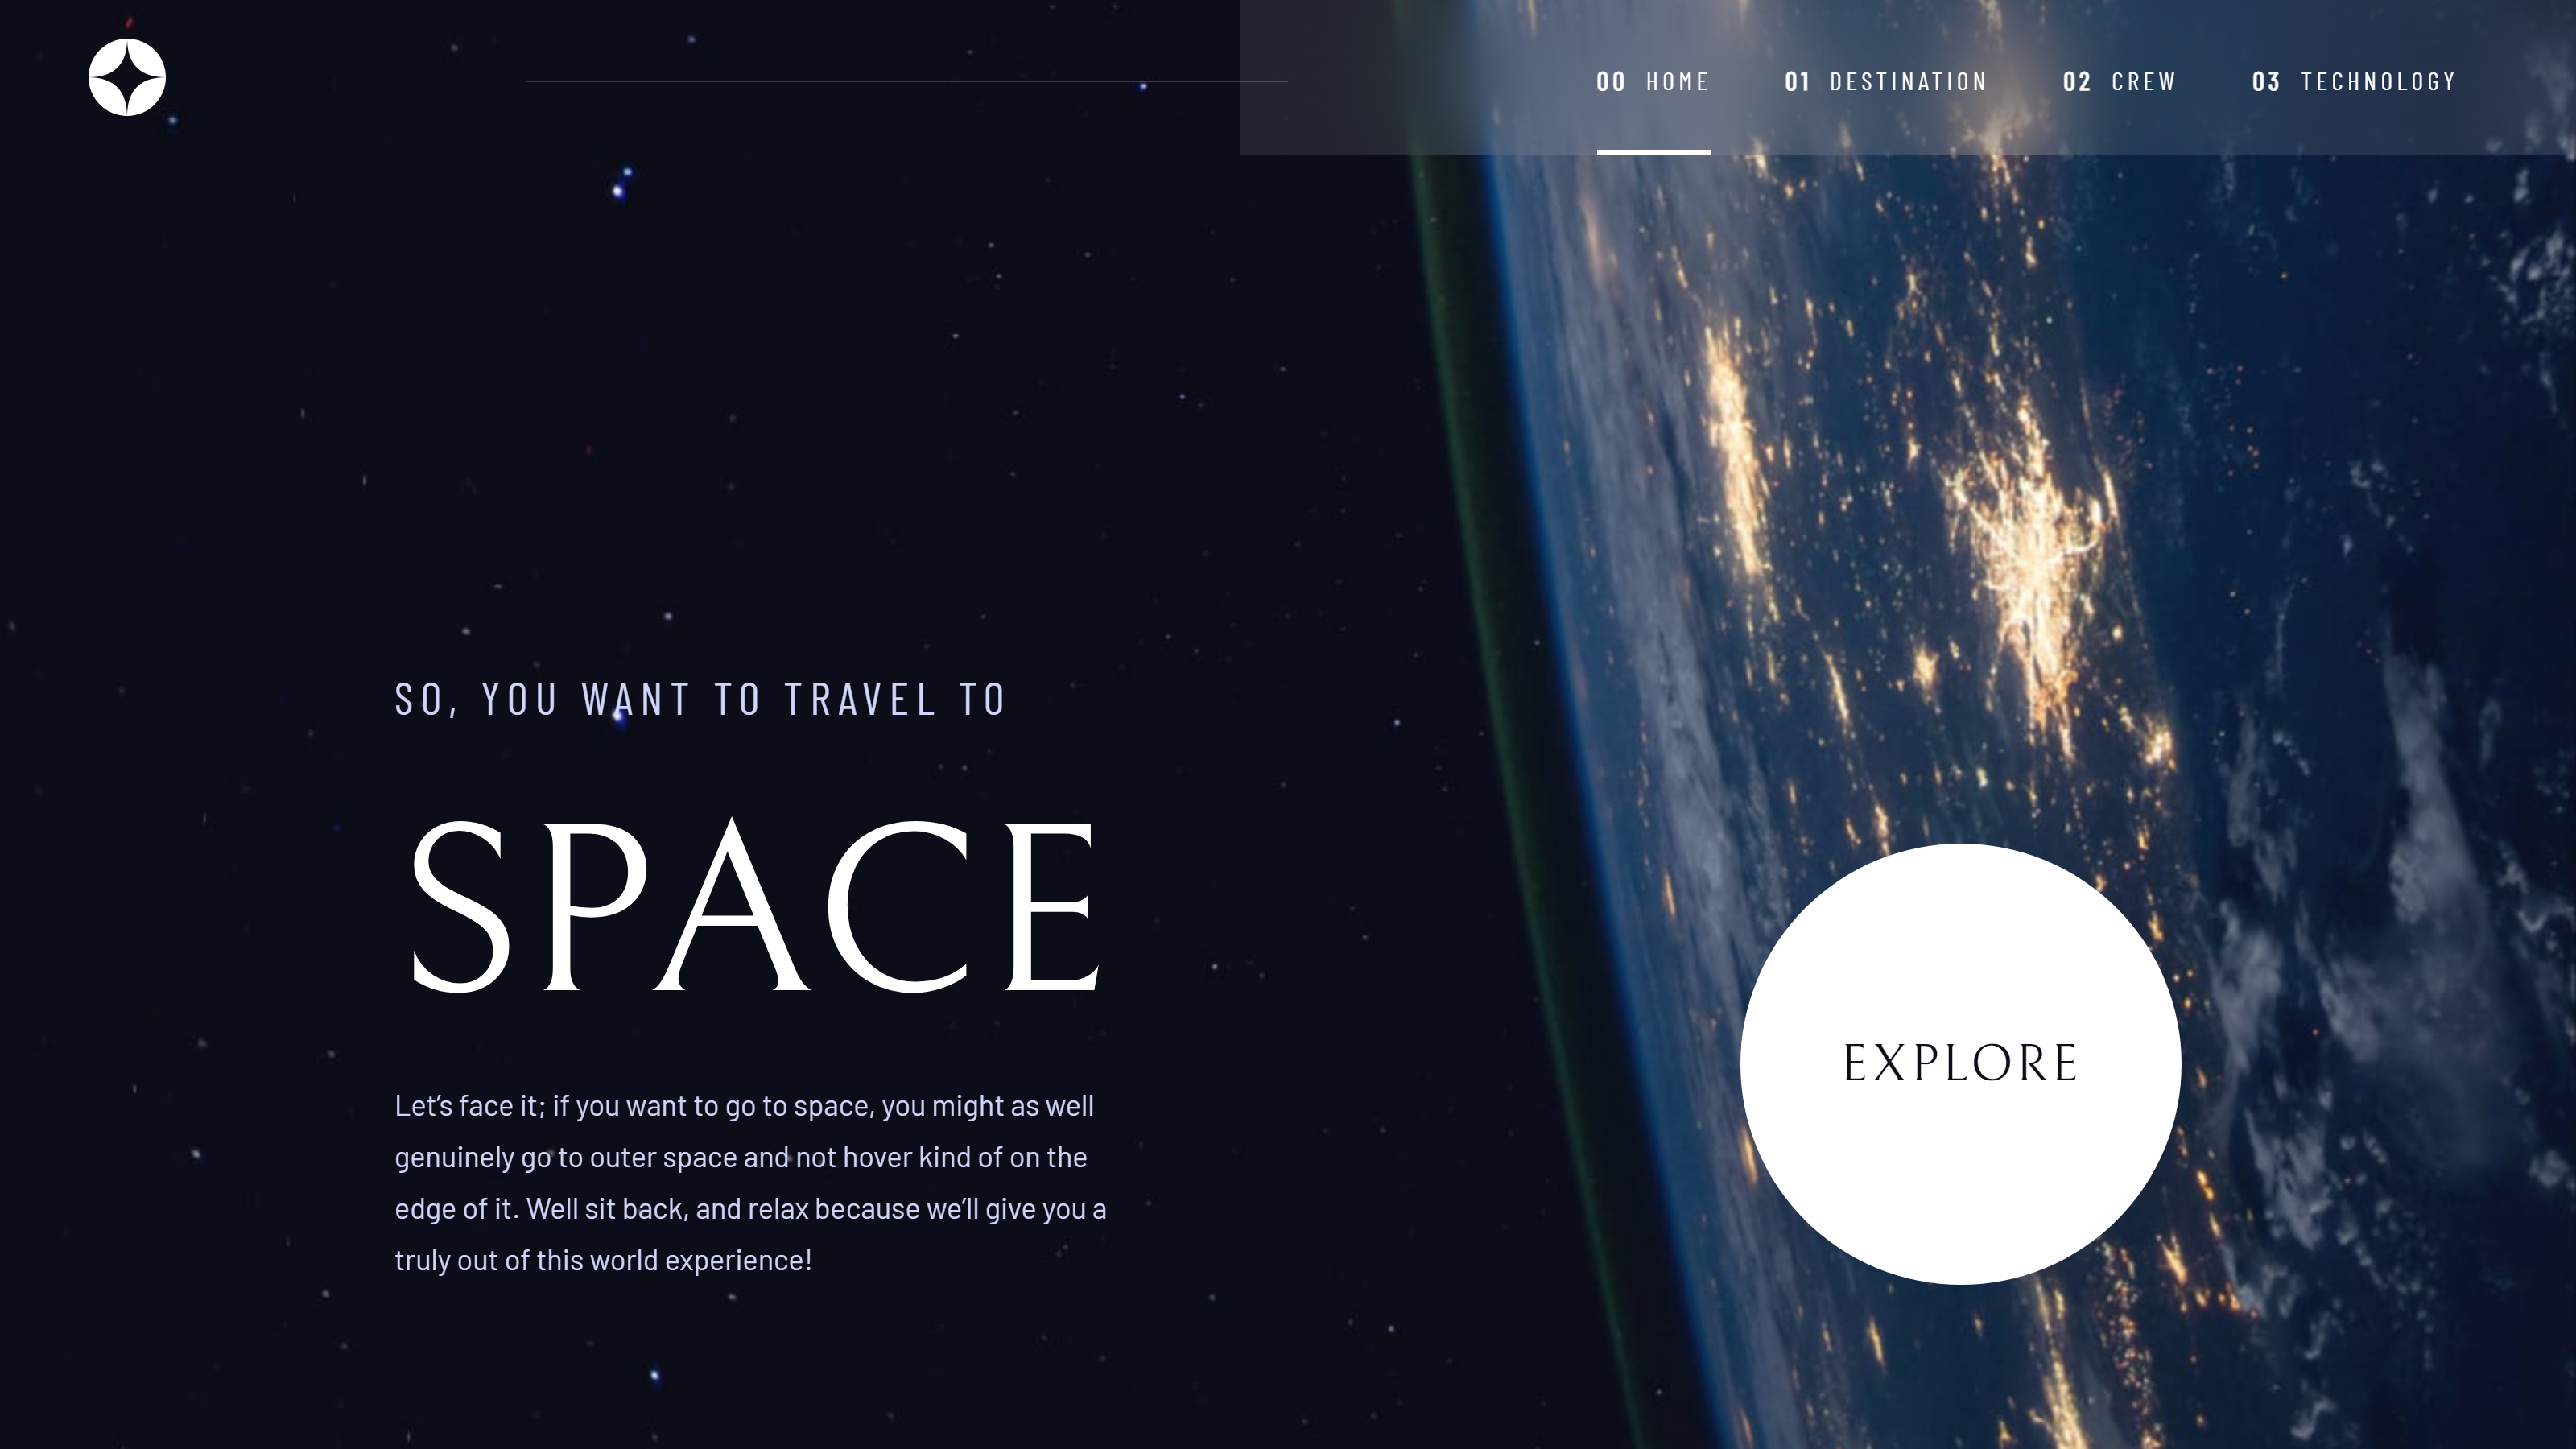 00 HOME 01 DESTINATION 02 CREW 03 TECHNOLOGY
SO, YOU WANT TO TRAVEL TO
SPACE
Let’s face it; if you want to go to space, you might as well
genuinely go to outer space and not hover kind of on the
edge of it. Well sit back, and relax because we’ll give you a
truly out of this world experience!
EXPLORE